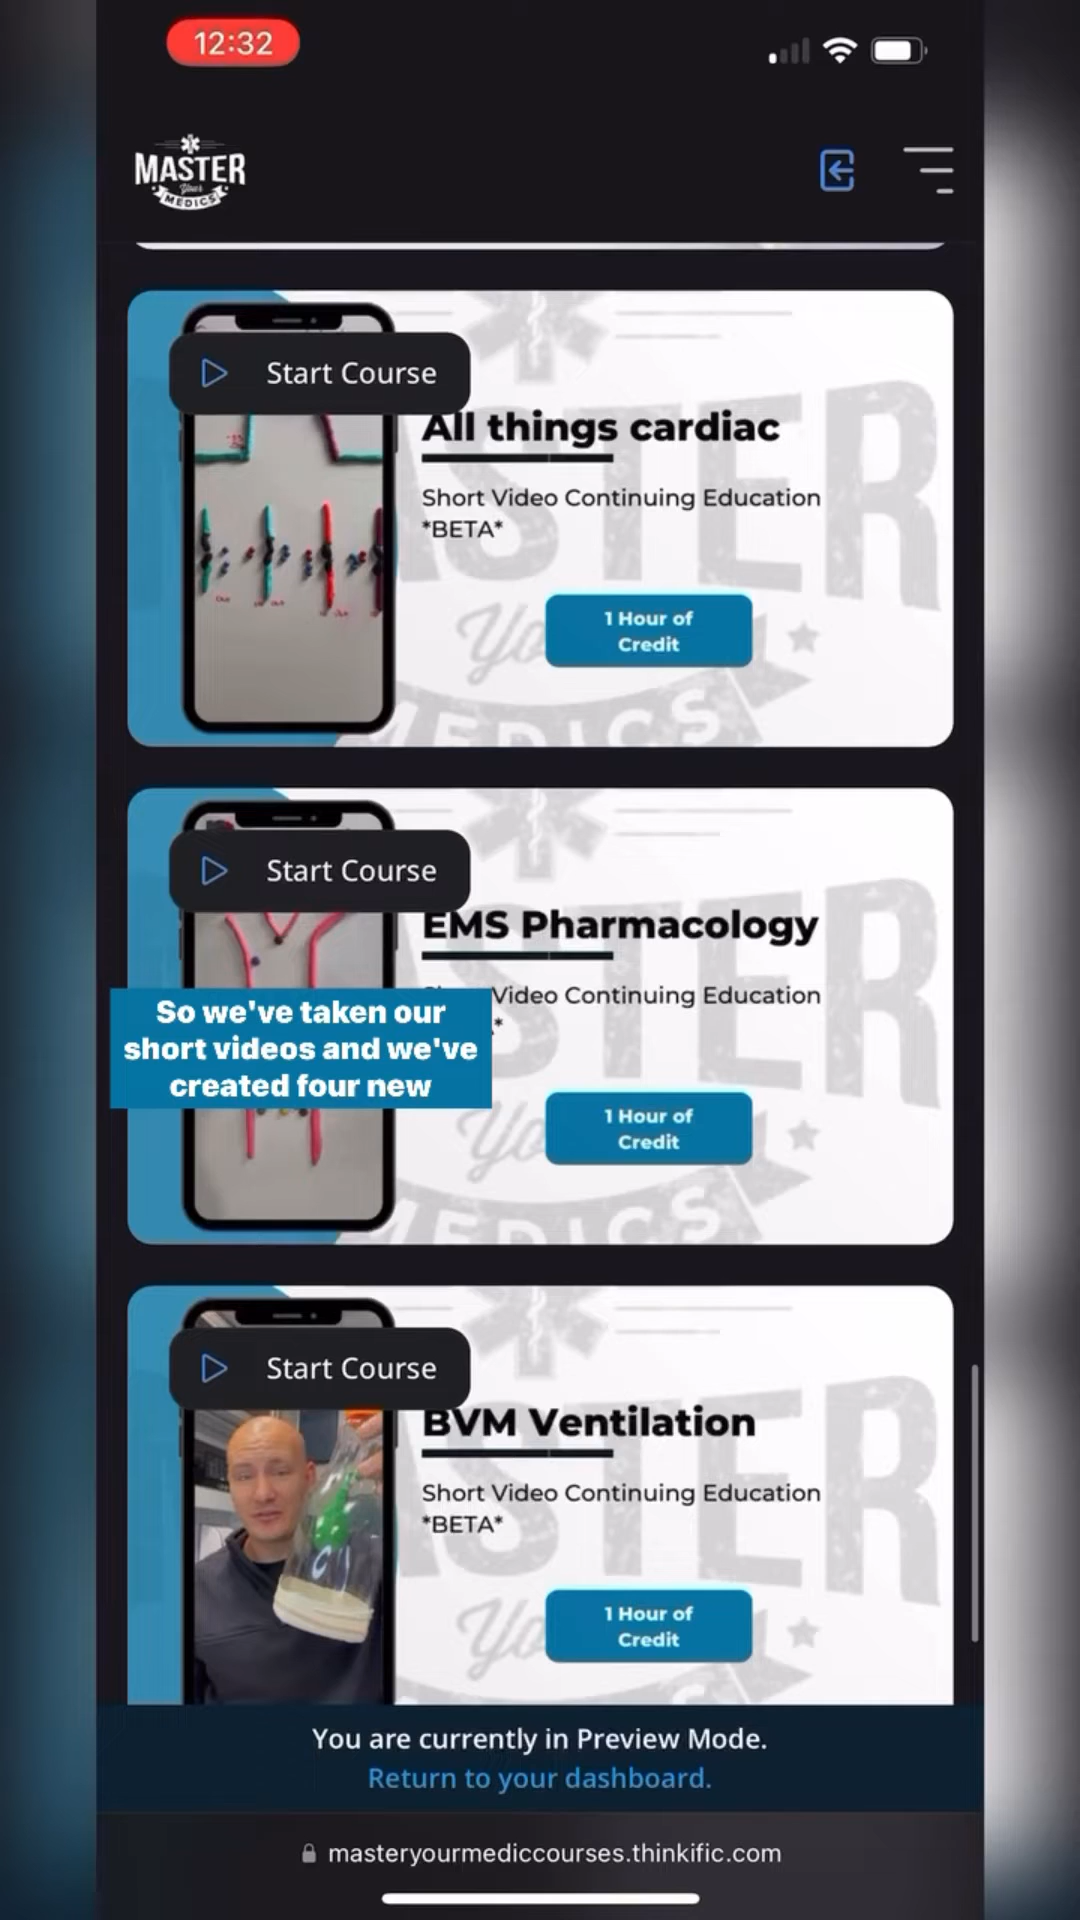 12:32
MASTER
Your
MEDICS
Start Course
All things cardiac
Short Video Continuing Education
*BETA*
1 Hour of
Credit
Start Course
EMS Pharmacology
Video Continuing Education
So we've taken our
short videos and we've
created four new
1 Hour of
Credit
Start Course
BVM Ventilation
Short Video Continuing Education
*BETA*
1 Hour of
Credit
You are currently in Preview Mode.
Return to your dashboard.
masteryourmediccourses.thinkific.com